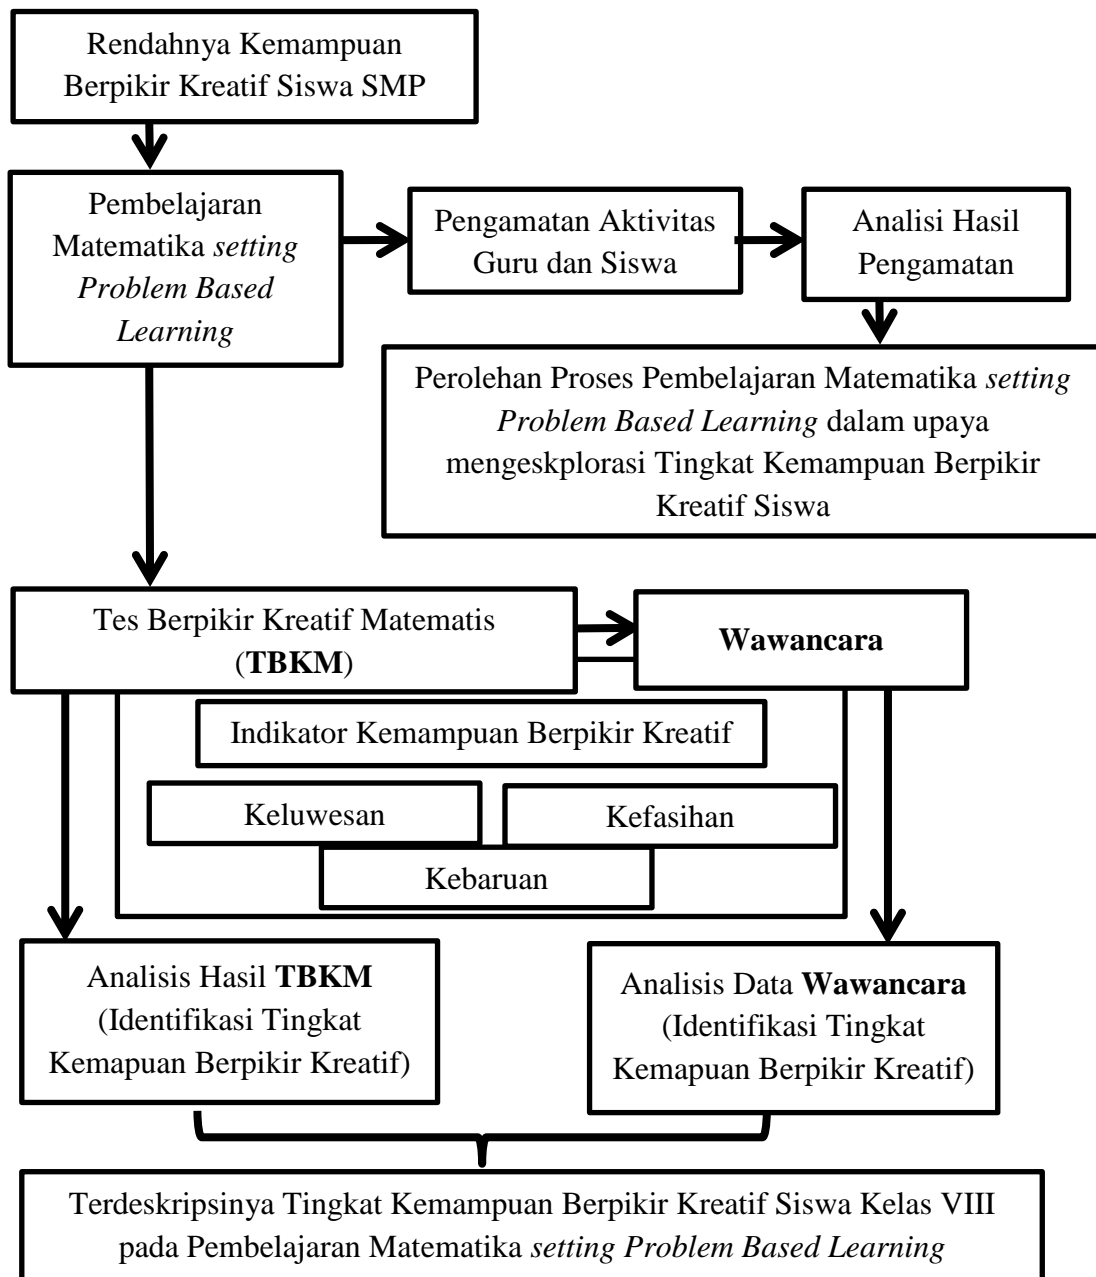 Rendahnya Kemampuan
Berpikir Kreatif Siswa SMP
Pembelajaran
Matematika setting
Problem Based
Learning
Pengamatan Aktivitas
Guru dan Siswa
Analisi Hasil
Pengamatan
Perolehan Proses Pembelajaran Matematika setting
Problem Based Learning dalam upaya
mengeskplorasi Tingkat Kemampuan Berpikir
Kreatif Siswa
Tes Berpikir Kreatif Matematis
(TBKM)
Wawancara
Indikator Kemampuan Berpikir Kreatif
Keluwesan
Kefasihan
Kebaruan
Analisis Hasil TBKM
(Identifikasi Tingkat
Kemapuan Berpikir Kreatif)
Analisis Data Wawancara
(Identifikasi Tingkat
Kemapuan Berpikir Kreatif)
Terdeskripsinya Tingkat Kemampuan Berpikir Kreatif Siswa Kelas VIII
pada Pembelajaran Matematika setting Problem Based Learning